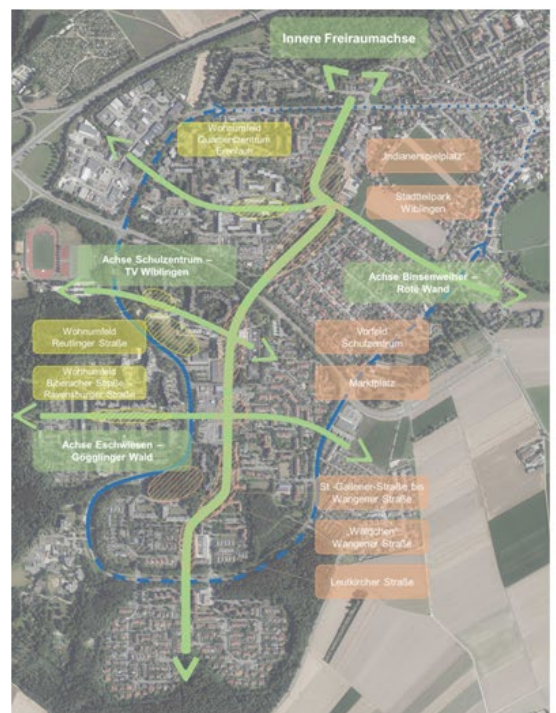 Innere Freiraumachse
Wohnumfeld
Quartierszentrum
Erenlauh
„Indianerspielplatz“
Stadtteilpark
Wiblingen
Achse Schulzentrum –
TV Wiblingen
Achse Binsenweiher –
Rote Wand
Wohnumfeld
Reutlinger Straße
Vorfeld
Schulzentrum
Wohnumfeld
Biberacher Straße –
Ravensburger Straße
Marktplatz
Achse Eschwiesen –
Gögglinger Wald
St.-Gallener-Straße bis
Wangener Straße
„Wäldchen“
Wangener Straße
Leutkircher Straße